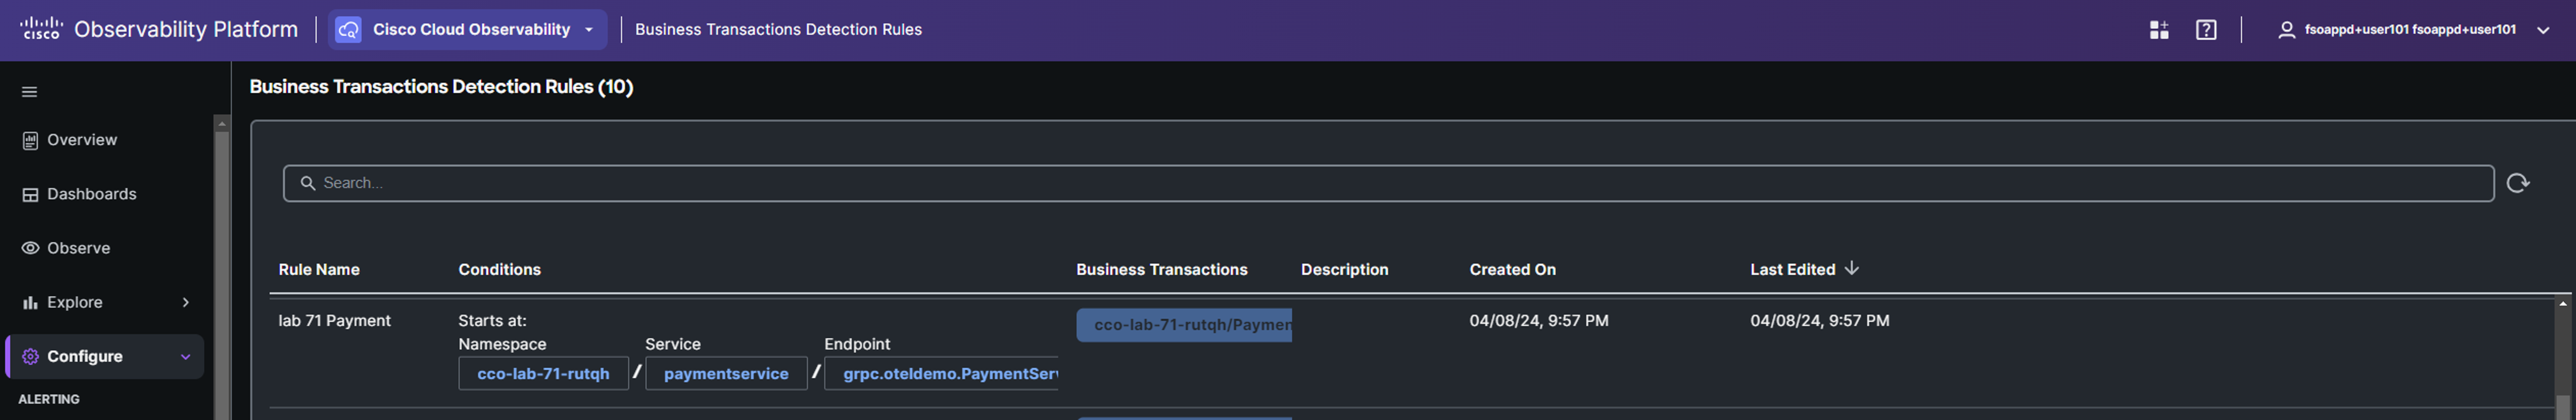 cisco Observability Platform Cisco Cloud Observability Business Transactions Detection Rules fsoappd+user101 fsoappd+user101
Business Transactions Detection Rules (10)
Overview
Dashboards
Observe
Explore
Configure
ALERTING
Search...
Rule Name Conditions Business Transactions Description Created On Last Edited
lab 71 Payment Starts at: cco-lab-71-rutqh/Paymen 04/08/24, 9:57 PM 04/08/24, 9:57 PM
Namespace Service Endpoint
cco-lab-71-rutqh / paymentservice / grpc.oteldemo.PaymentSer